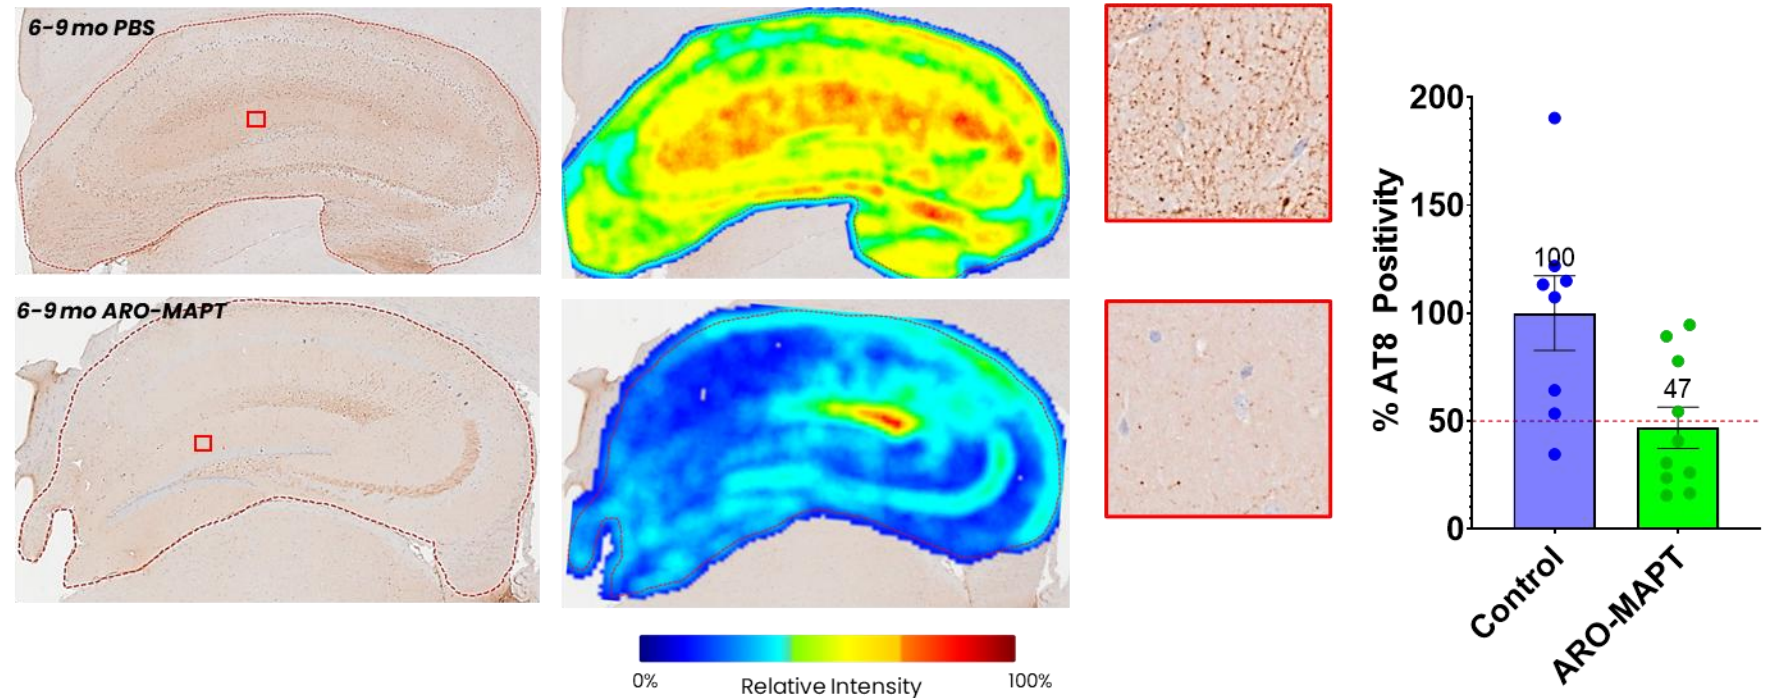 6-9 mo PBS
6-9 mo ARO-MAPT
0%
Relative Intensity
100%
% AT8 Positivity
200
150
100
50
0
100
47
Control
ARO-MAPT